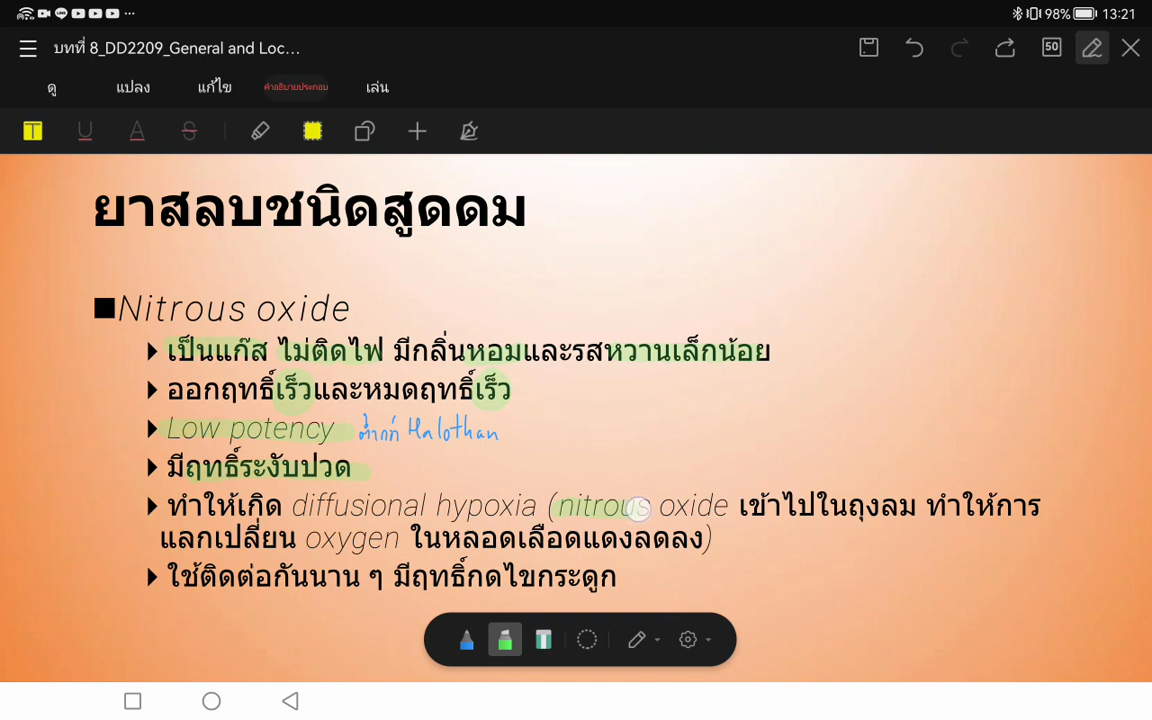 98% 13:21
บทที่ 8_DD2209_General and Loc...
50
ดู แปลง แก้ไข คำอธิบายประกอบ เล่น
T U A S
ยาสลบชนิดสูดดม
Nitrous oxide
เป็นแก๊ส ไม่ติดไฟ มีกลิ่นหอมและรสหวานเล็กน้อย
ออกฤทธิ์เร็วและหมดฤทธิ์เร็ว
Low potency ต่ำกว่า Halothan
มีฤทธิ์ระงับปวด
ทำให้เกิด diffusional hypoxia (nitrous oxide เข้าไปในถุงลม ทำให้การ
แลกเปลี่ยน oxygen ในหลอดเลือดแดงลดลง)
ใช้ติดต่อกันนาน ๆ มีฤทธิ์กดไขกระดูก